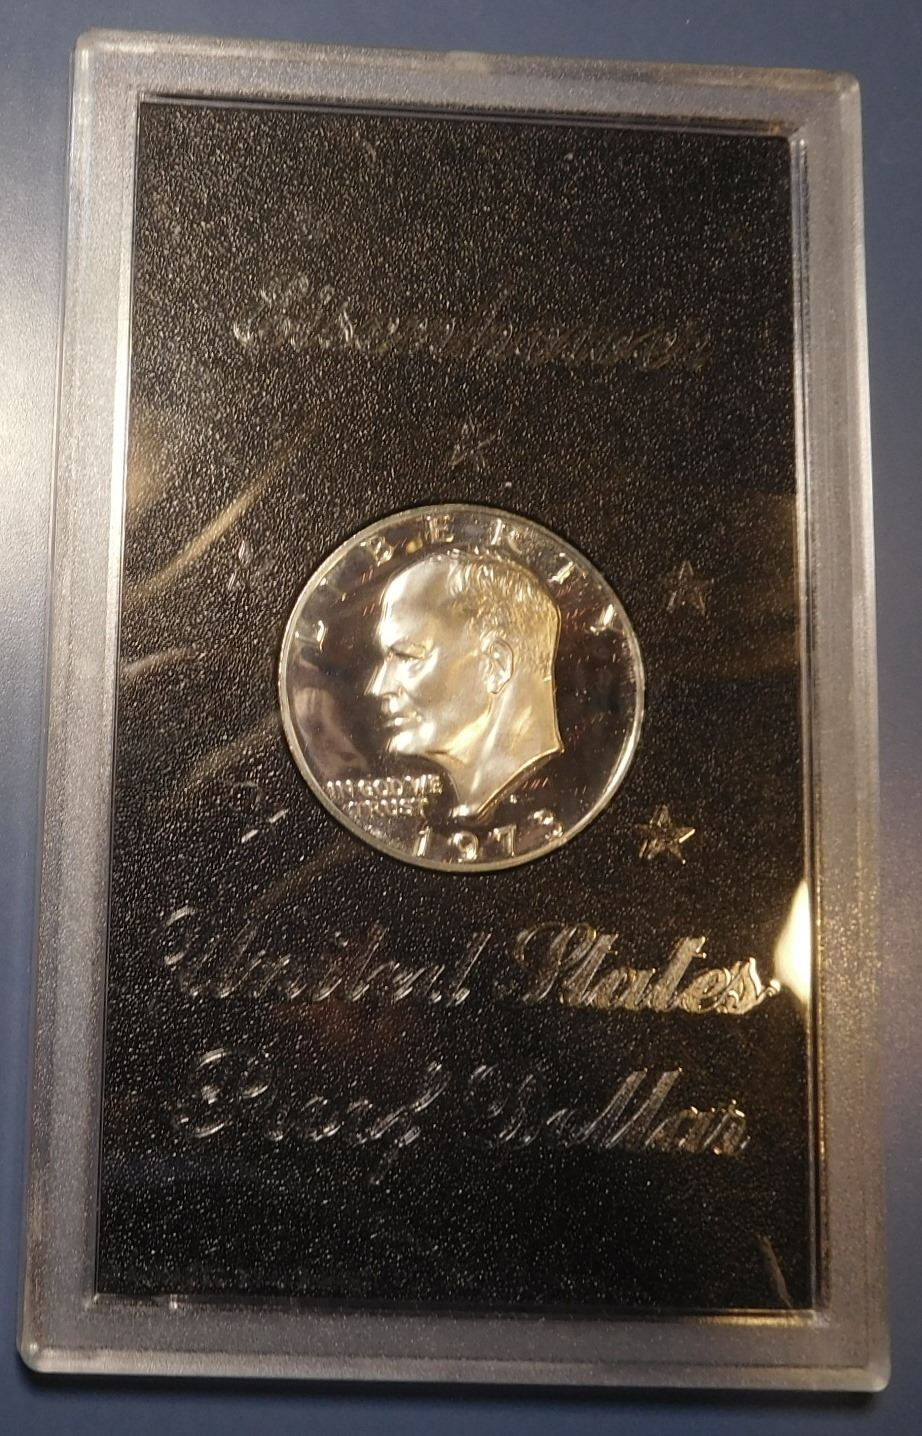 Eisenhower
LIBERTY
IN GOD WE
TRUST
1973
United States
Proof Dollar